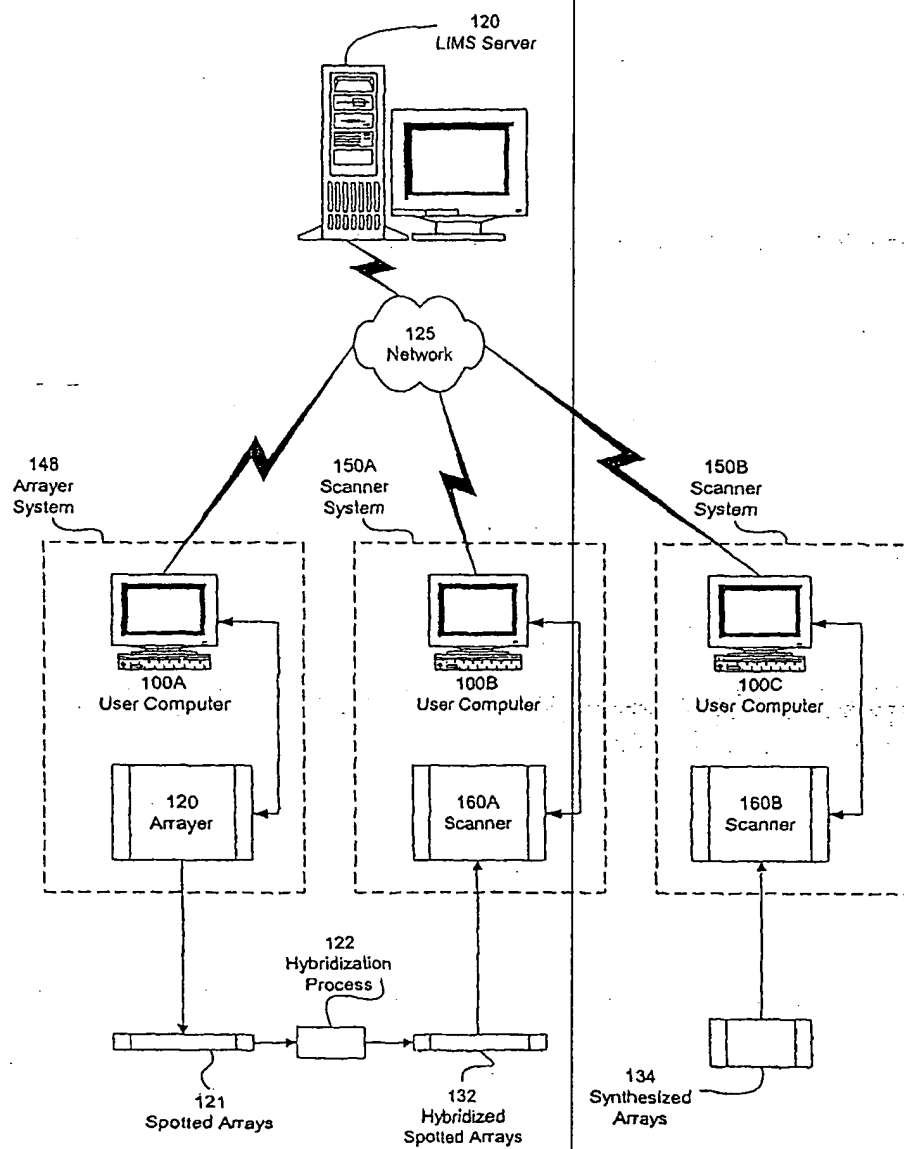 120
LIMS Server
125
Network
148
Arrayer
System
150A
Scanner
System
150B
Scanner
System
100A
User Computer
100B
User Computer
100C
User Computer
120
Arrayer
160A
Scanner
160B
Scanner
122
Hybridization
Process
121
Spotted Arrays
132
Hybridized
Spotted Arrays
134
Synthesized
Arrays